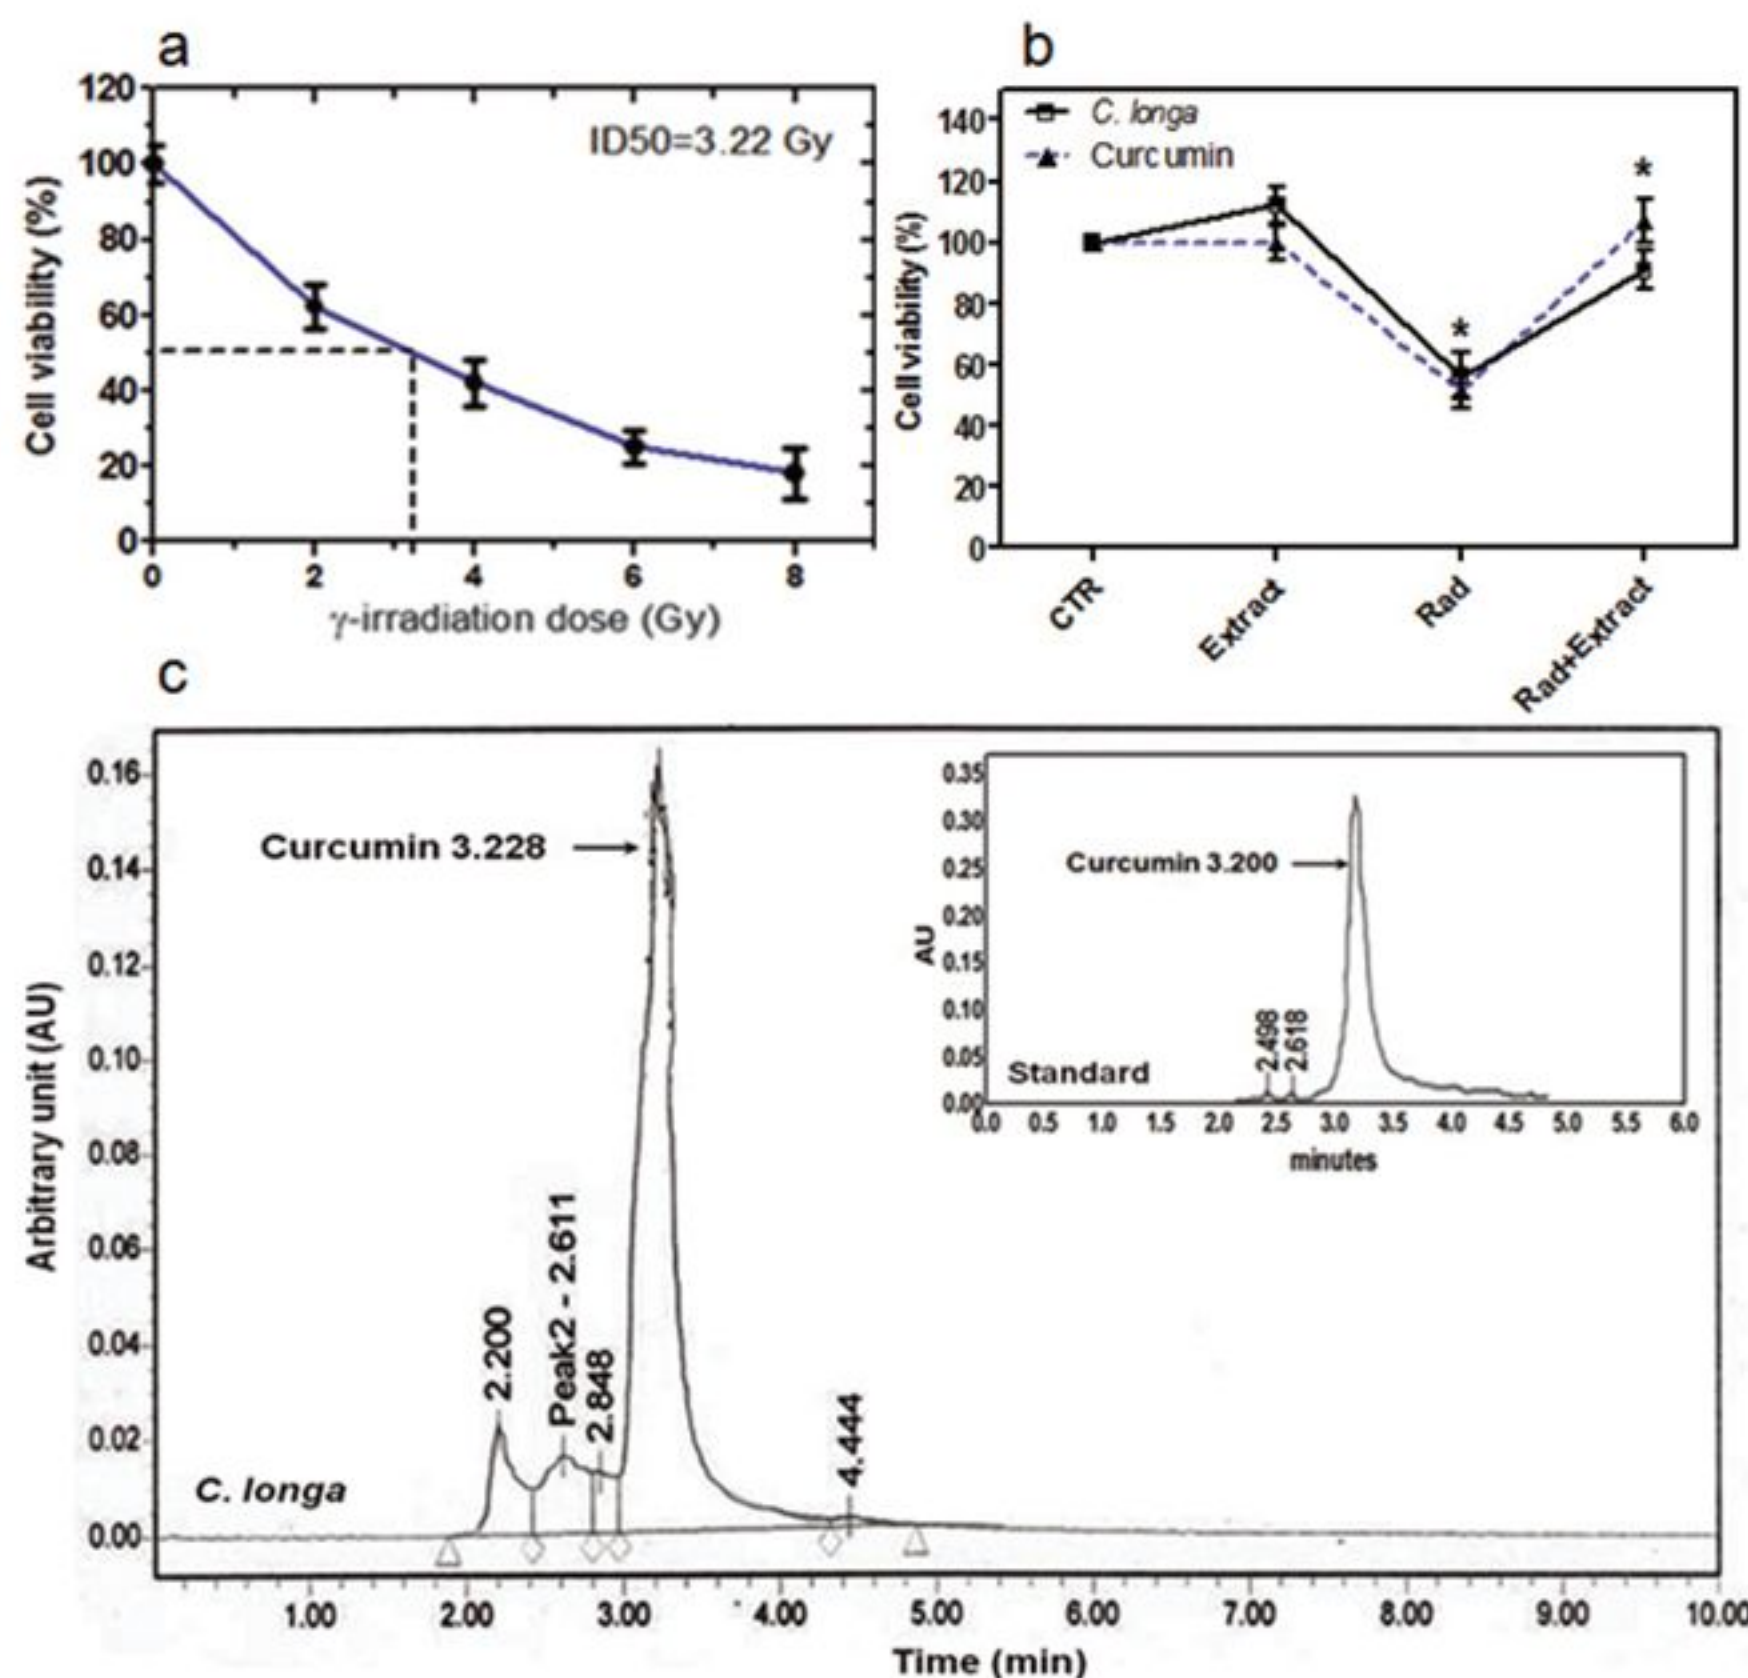 a
120
100
80
60
40
20
0
ID50=3.22 Gy
Cell viability (%)
0 2 4 6 8
γ-irradiation dose (Gy)
b
140
120
100
80
60
40
20
0
C. longa
Curcumin
*
*
Cell viability (%)
CTR
Extract
Rad
Rad+Extract
c
0.16
0.14
0.12
0.10
0.08
0.06
0.04
0.02
0.00
Arbitrary unit (AU)
Curcumin 3.228
2.200
Peak2 - 2.611
2.848
4.444
C. longa
1.00 2.00 3.00 4.00 5.00 6.00 7.00 8.00 9.00 10.00
Time (min)
0.35
0.30
0.25
0.20
0.15
0.10
0.05
0.00
AU
Curcumin 3.200
2.498
2.618
Standard
0.0 0.5 1.0 1.5 2.0 2.5 3.0 3.5 4.0 4.5 5.0 5.5 6.0
minutes